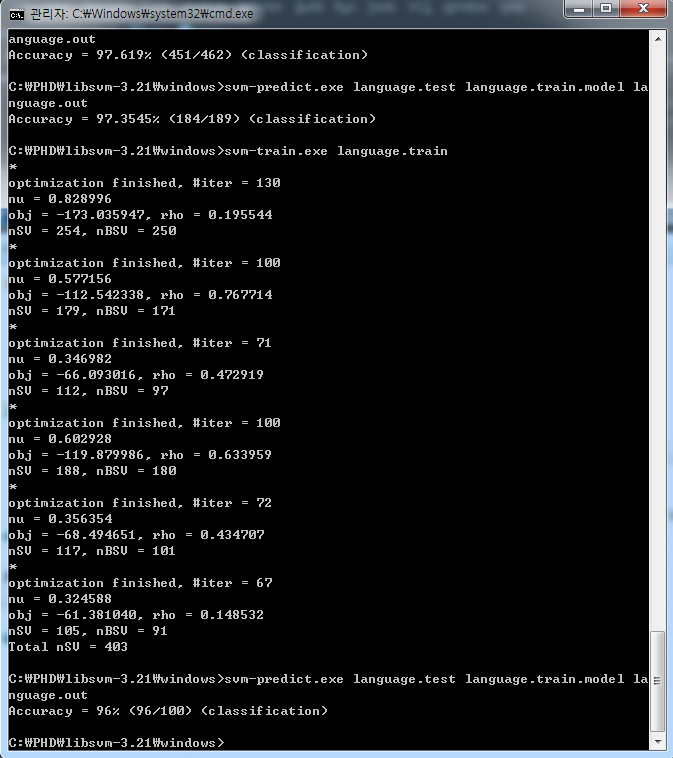 관리자: C:₩Windows₩system32₩cmd.exe
anguage.out
Accuracy = 97.619% (451/462) (classification)
C:₩PHD₩libsvm-3.21₩windows>svm-predict.exe language.test language.train.model la
nguage.out
Accuracy = 97.3545% (184/189) (classification)
C:₩PHD₩libsvm-3.21₩windows>svm-train.exe language.train
*
optimization finished, #iter = 130
nu = 0.828996
obj = -173.035947, rho = 0.195544
nSV = 254, nBSV = 250
*
optimization finished, #iter = 100
nu = 0.577156
obj = -112.542338, rho = 0.767714
nSV = 179, nBSV = 171
*
optimization finished, #iter = 71
nu = 0.346982
obj = -66.093016, rho = 0.472919
nSV = 112, nBSV = 97
*
optimization finished, #iter = 100
nu = 0.602928
obj = -119.879986, rho = 0.633959
nSV = 188, nBSV = 180
*
optimization finished, #iter = 72
nu = 0.356354
obj = -68.494651, rho = 0.434707
nSV = 117, nBSV = 101
*
optimization finished, #iter = 67
nu = 0.324588
obj = -61.381040, rho = 0.148532
nSV = 105, nBSV = 91
Total nSV = 403
C:₩PHD₩libsvm-3.21₩windows>svm-predict.exe language.test language.train.model la
nguage.out
Accuracy = 96% (96/100) (classification)
C:₩PHD₩libsvm-3.21₩windows>